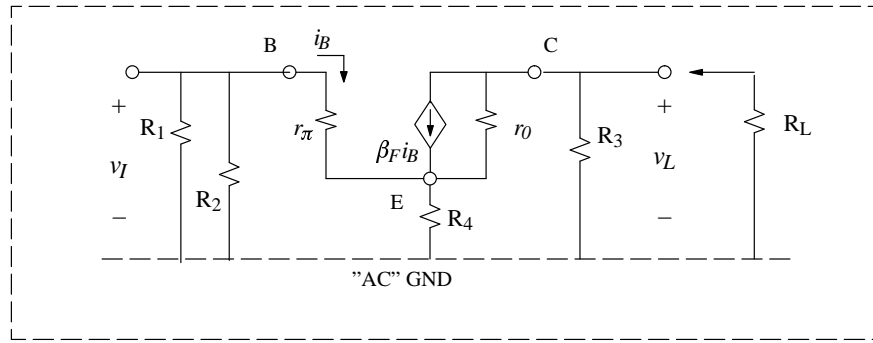 B
i_B
C
+
R_1
v_I
−
R_2
r_π
β_F i_B
r_0
E
R_4
R_3
+
v_L
−
R_L
”AC” GND